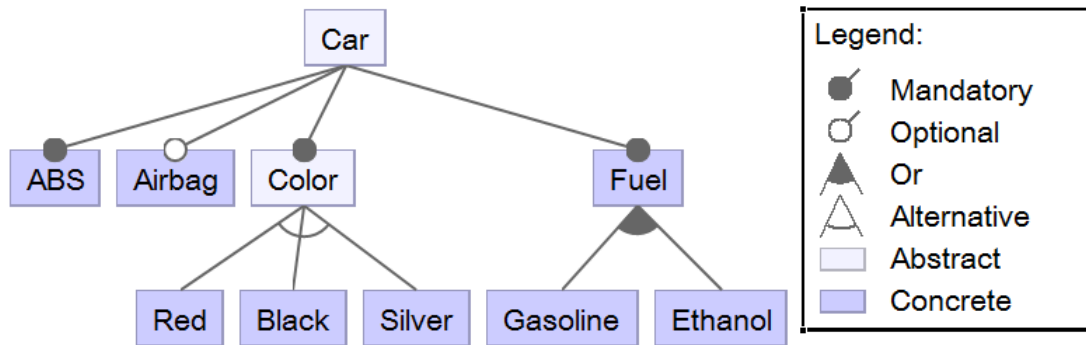 Car
ABS Airbag Color Fuel
Red Black Silver Gasoline Ethanol
Legend:
Mandatory
Optional
Or
Alternative
Abstract
Concrete